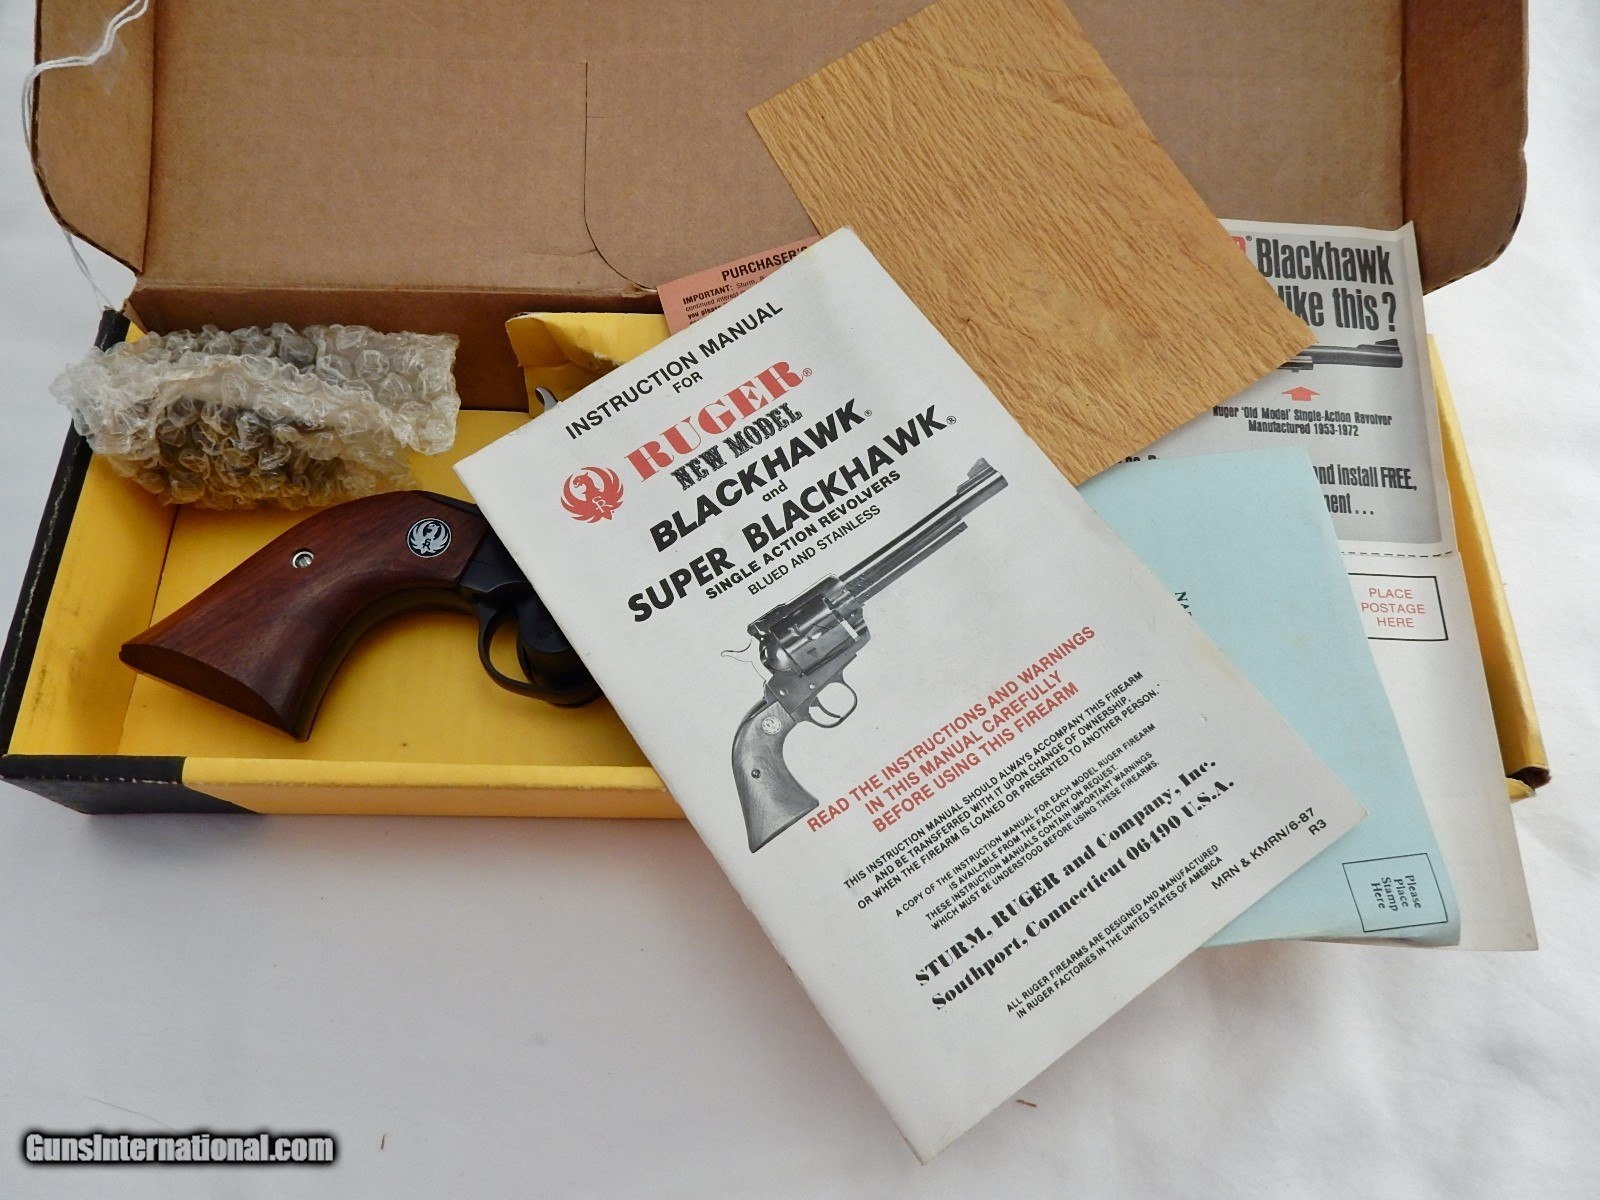 PURCHASER'S
IMPORTANT: Sturm,
continued interest
you please
INSTRUCTION MANUAL
FOR
RUGER®
NEW MODEL
BLACKHAWK®
and
SUPER BLACKHAWK®
SINGLE ACTION REVOLVERS
BLUED AND STAINLESS
READ THE INSTRUCTIONS AND WARNINGS
IN THIS MANUAL CAREFULLY
BEFORE USING THIS FIREARM
THIS INSTRUCTION MANUAL SHOULD ALWAYS ACCOMPANY THIS FIREARM
AND BE TRANSFERRED WITH IT UPON CHANGE OF OWNERSHIP,
OR WHEN THE FIREARM IS LOANED OR PRESENTED TO ANOTHER PERSON.
A COPY OF THE INSTRUCTION MANUAL FOR EACH MODEL RUGER FIREARM
IS AVAILABLE FROM THE FACTORY ON REQUEST.
THESE INSTRUCTION MANUALS CONTAIN IMPORTANT WARNINGS
WHICH MUST BE UNDERSTOOD BEFORE USING THESE FIREARMS.
STURM, RUGER and Company, Inc.
Southport, Connecticut 06490 U.S.A.
ALL RUGER FIREARMS ARE DESIGNED AND MANUFACTURED
IN RUGER FACTORIES IN THE UNITED STATES OF AMERICA
MRN & KMRN/6-87
R3
® Blackhawk
like this?
Ruger 'Old Model' Single-Action Revolver
Manufactured 1953-1972
and install FREE,
PLACE
POSTAGE
HERE
Please
Place
Stamp
Here
GunsInternational.com